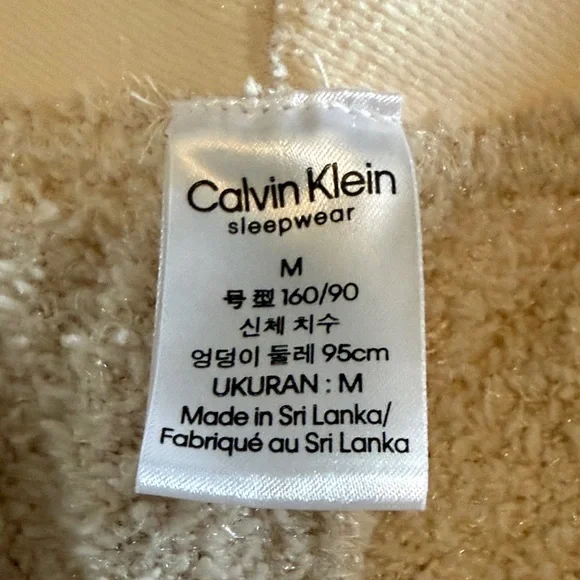 Calvin Klein
sleepwear
M
号型 160/90
신체 치수
엉덩이 둘레 95cm
UKURAN : M
Made in Sri Lanka/
Fabriqué au Sri Lanka